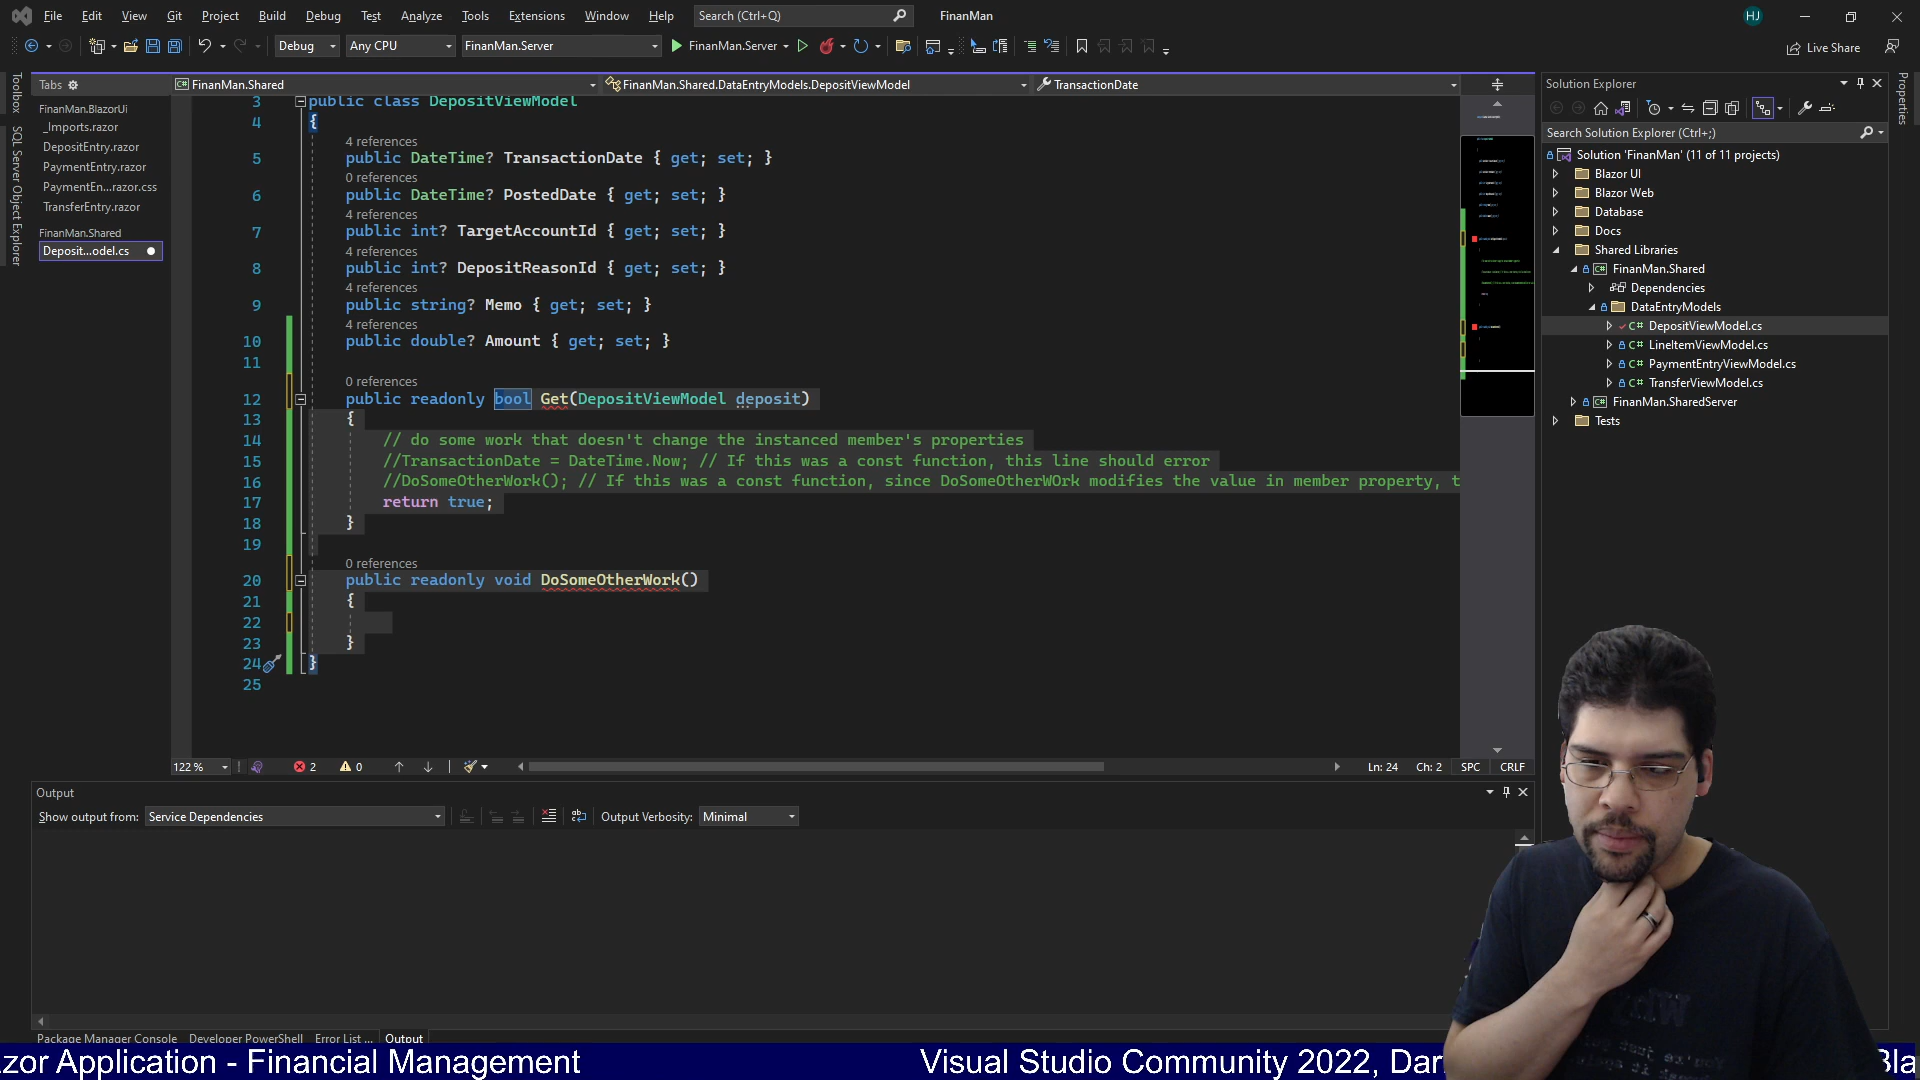 File Edit View Git Project Build Debug Test Analyze Tools Extensions Window Help Search (Ctrl+Q) FinanMan HJ
Debug Any CPU FinanMan.Server FinanMan.Server Live Share
Toolbox
SQL Server Object Explorer
Tabs
FinanMan.BlazorUi
_Imports.razor
DepositEntry.razor
PaymentEntry.razor
PaymentEn...razor.css
TransferEntry.razor
FinanMan.Shared
Deposit...odel.cs
FinanMan.Shared FinanMan.Shared.DataEntryModels.DepositViewModel TransactionDate
3 public class DepositViewModel
4 {
4 references
5 public DateTime? TransactionDate { get; set; }
0 references
6 public DateTime? PostedDate { get; set; }
4 references
7 public int? TargetAccountId { get; set; }
4 references
8 public int? DepositReasonId { get; set; }
4 references
9 public string? Memo { get; set; }
4 references
10 public double? Amount { get; set; }
11
0 references
12 public readonly bool Get(DepositViewModel deposit)
13 {
14 // do some work that doesn't change the instanced member's properties
15 //TransactionDate = DateTime.Now; // If this was a const function, this line should error
16 //DoSomeOtherWork(); // If this was a const function, since DoSomeOtherWOrk modifies the value in member property, t
17 return true;
18 }
19
0 references
20 public readonly void DoSomeOtherWork()
21 {
22
23 }
24 }
25
122 % 2 0 Ln: 24 Ch: 2 SPC CRLF
Output
Show output from: Service Dependencies Output Verbosity: Minimal
Package Manager Console Developer PowerShell Error List ... Output
Solution Explorer
Search Solution Explorer (Ctrl+;)
Solution 'FinanMan' (11 of 11 projects)
Blazor UI
Blazor Web
Database
Docs
Shared Libraries
FinanMan.Shared
Dependencies
DataEntryModels
C# DepositViewModel.cs
C# LineItemViewModel.cs
C# PaymentEntryViewModel.cs
C# TransferViewModel.cs
FinanMan.SharedServer
Tests
Properties
zor Application - Financial Management Visual Studio Community 2022, Dar Bla